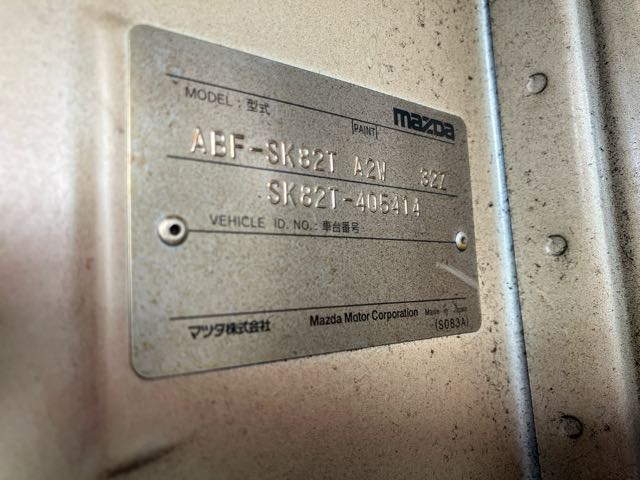 MODEL : 型式
mazda
PAINT
ABF-SK82T A2W 32Z
SK82T-405414
VEHICLE ID. NO. : 車台番号
マツダ株式会社 Mazda Motor Corporation Made in Japan
(S083A)